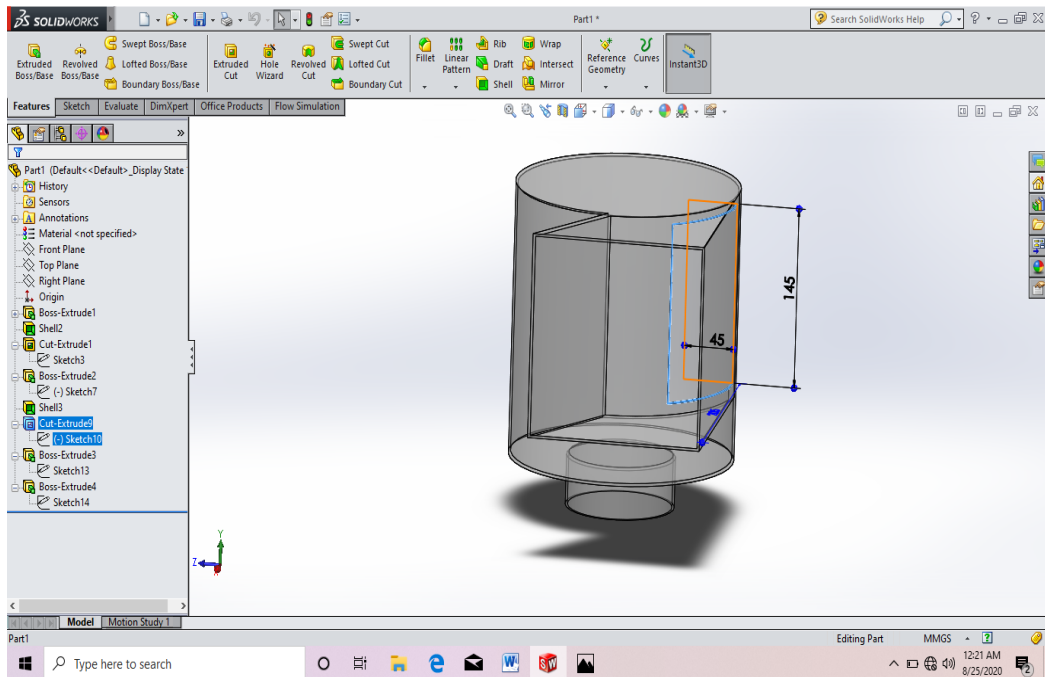 SOLIDWORKS
Part1 *
Search SolidWorks Help
Extruded Boss/Base
Revolved Boss/Base
Swept Boss/Base
Lofted Boss/Base
Boundary Boss/Base
Extruded Cut
Hole Wizard
Revolved Cut
Swept Cut
Lofted Cut
Boundary Cut
Fillet
Linear Pattern
Rib
Draft
Shell
Wrap
Intersect
Mirror
Reference Geometry
Curves
Instant3D
Features Sketch Evaluate DimXpert Office Products Flow Simulation
Part1 (Default<<Default>_Display State
History
Sensors
Annotations
Material <not specified>
Front Plane
Top Plane
Right Plane
Origin
Boss-Extrude1
Shell2
Cut-Extrude1
Sketch3
Boss-Extrude2
(-) Sketch7
Shell3
Cut-Extrude9
(-) Sketch10
Boss-Extrude3
Sketch13
Boss-Extrude4
Sketch14
145
45
Y
Z
Model Motion Study 1
Part1
Editing Part MMGS
Type here to search
12:21 AM
8/25/2020